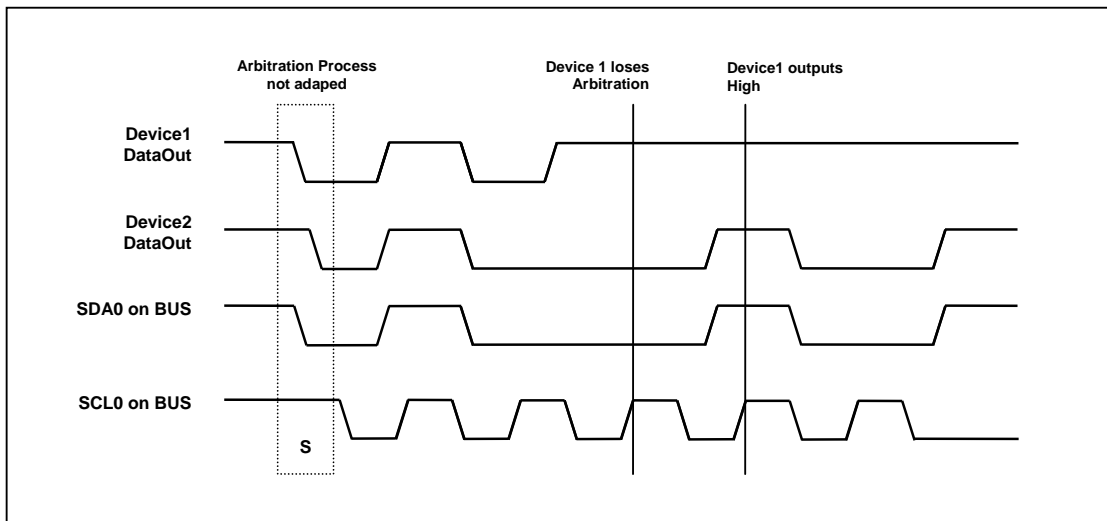 Arbitration Process
not adaped
Device 1 loses
Arbitration
Device1 outputs
High
Device1
DataOut
Device2
DataOut
SDA0 on BUS
SCL0 on BUS
S